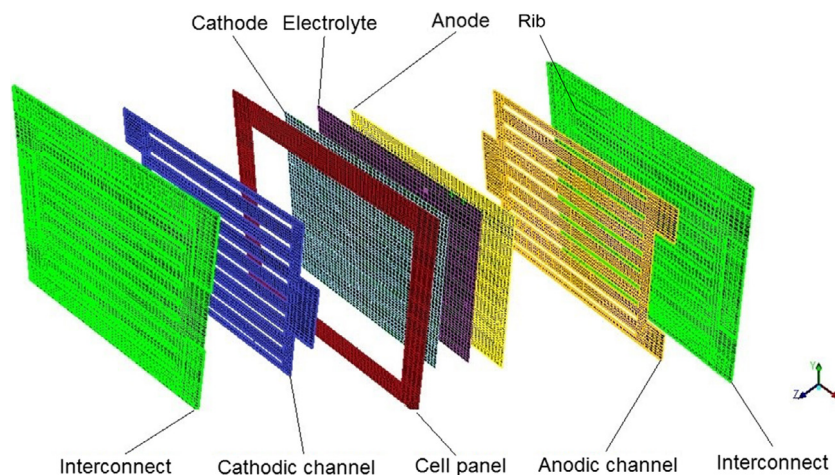 Cathode Electrolyte Anode Rib
Y
Z
Interconnect Cathodic channel Cell panel Anodic channel Interconnect